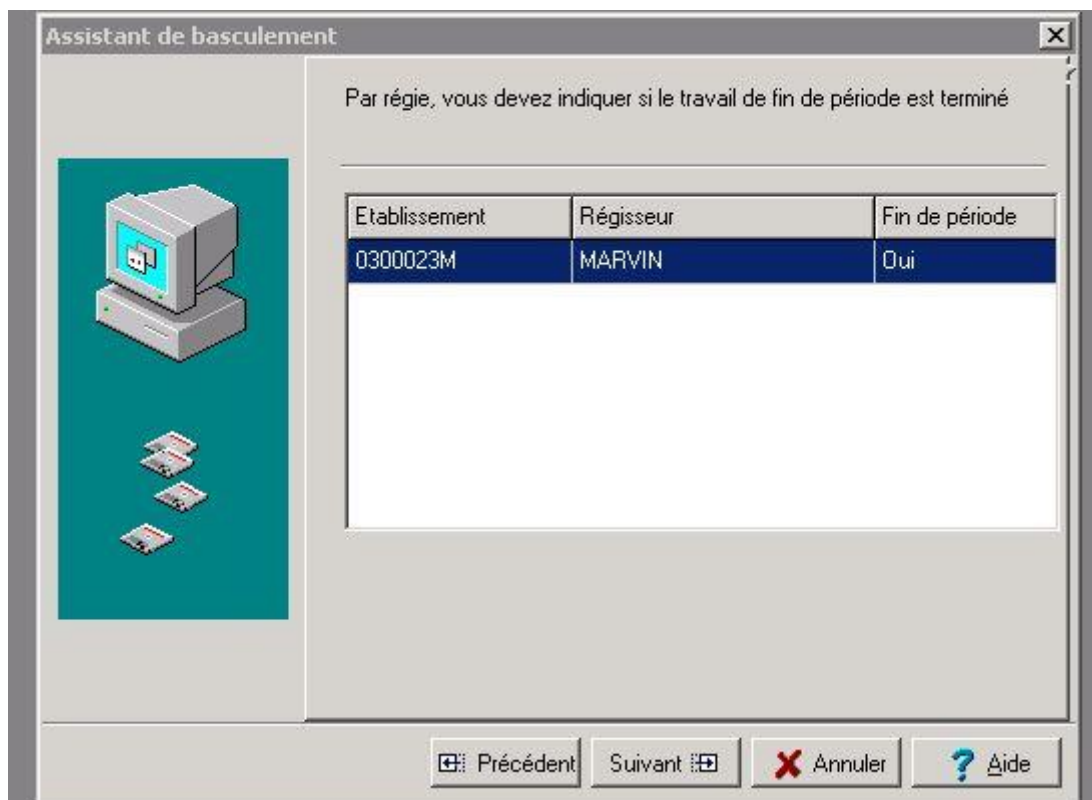 Assistant de basculement
Par régie, vous devez indiquer si le travail de fin de période est terminé
Etablissement Régisseur Fin de période
0300023M MARVIN Oui
Précédent Suivant Annuler Aide